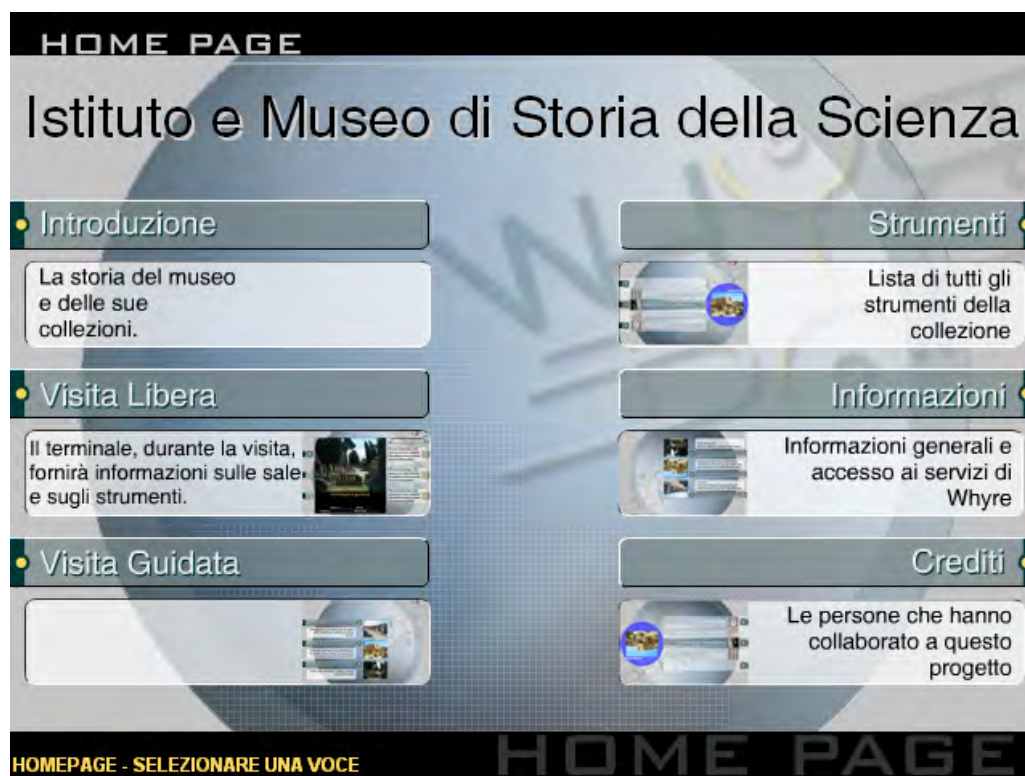 HOME PAGE
Istituto e Museo di Storia della Scienza
Introduzione
La storia del museo
e delle sue
collezioni.
Visita Libera
Il terminale, durante la visita,
fornirà informazioni sulle sale
e sugli strumenti.
Visita Guidata
Strumenti
Lista di tutti gli
strumenti della
collezione
Informazioni
Informazioni generali e
accesso ai servizi di
Whyre
Crediti
Le persone che hanno
collaborato a questo
progetto
HOMEPAGE - SELEZIONARE UNA VOCE
HOME PAGE